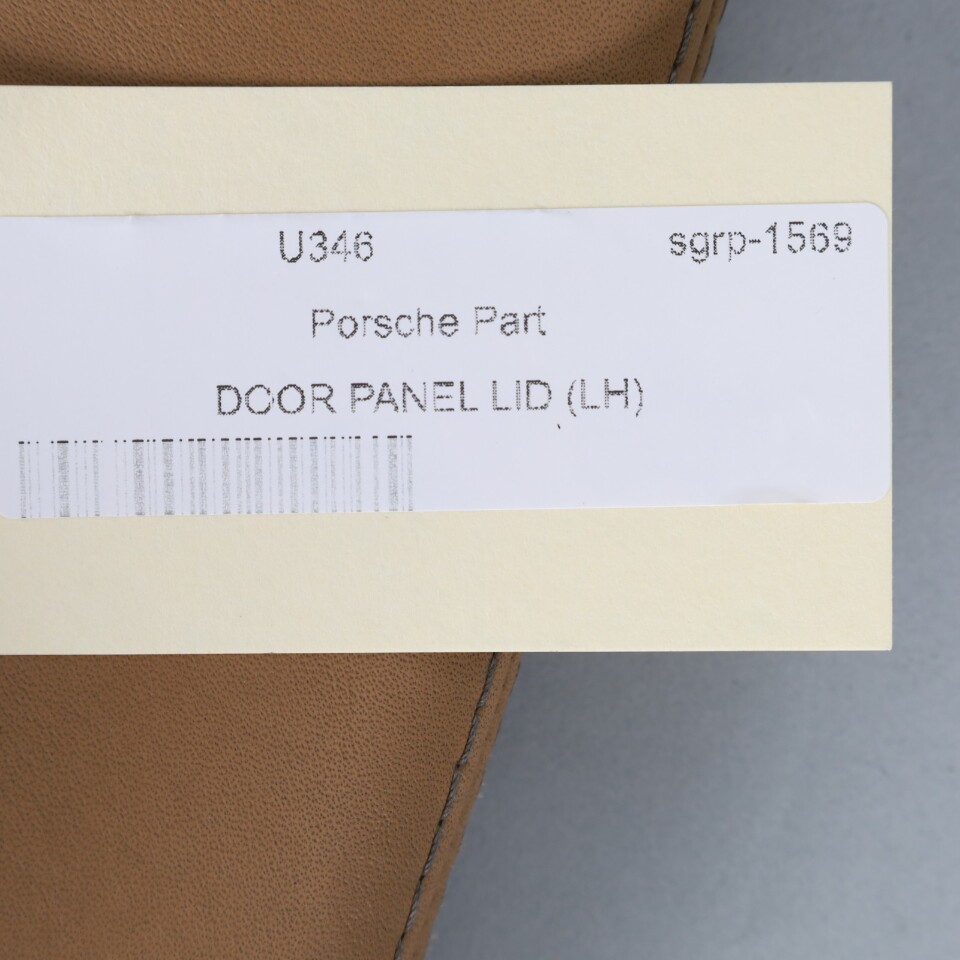 U346 sgrp-1569
Porsche Part
DOOR PANEL LID (LH)